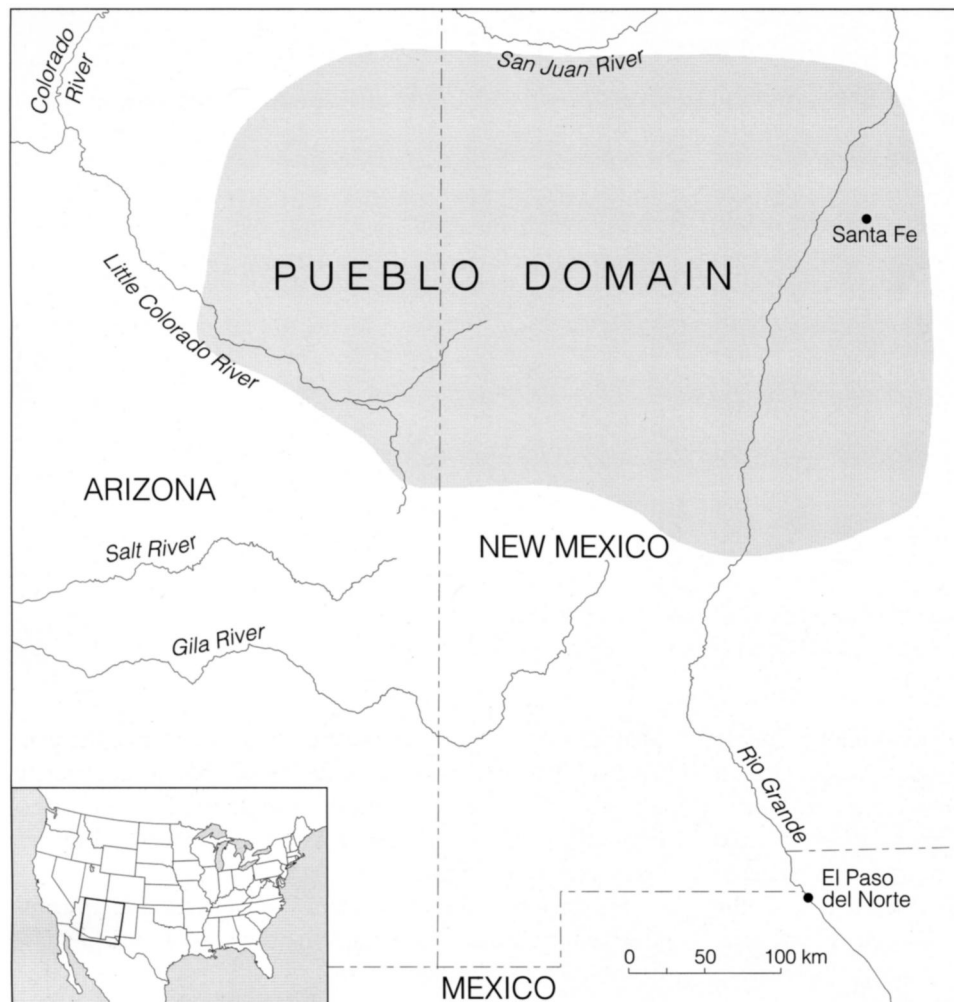 Colorado
River
San Juan River
Santa Fe
PUEBLO DOMAIN
Little Colorado River
ARIZONA
Salt River
NEW MEXICO
Gila River
Rio Grande
El Paso
del Norte
0 50 100 km
MEXICO